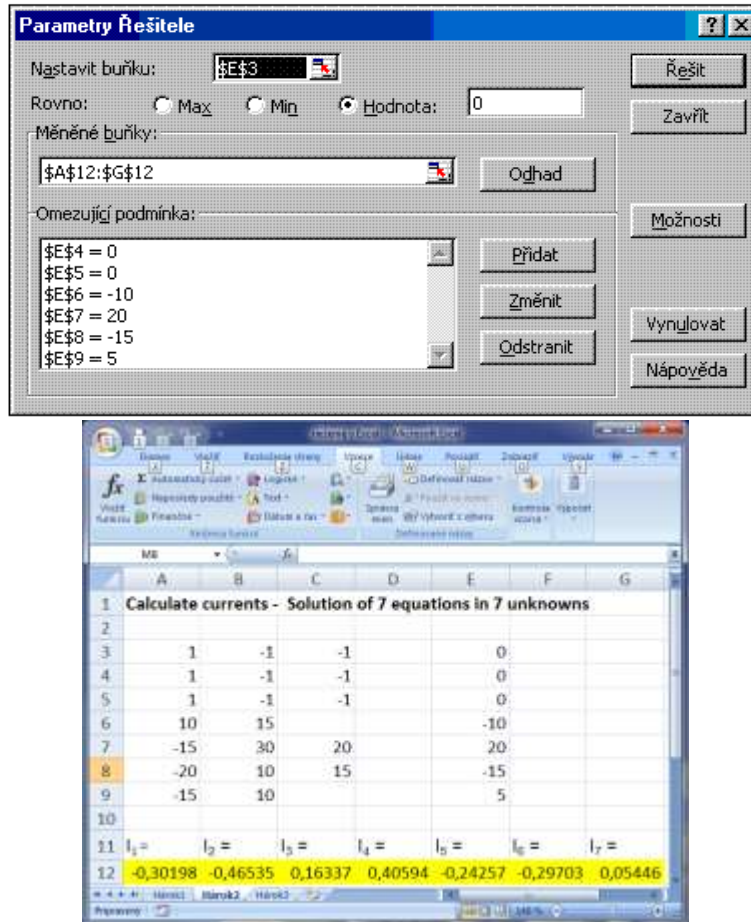 Parametry Řešitele
Nastavit buňku: $E$3 Řešit
Rovno: Max Min Hodnota: 0 Zavřít
Měněné buňky:
$A$12:$G$12 Odhad
Omezující podmínka: Možnosti
$E$4 = 0 Přidat
$E$5 = 0
$E$6 = -10 Změnit
$E$7 = 20 Vynulovat
$E$8 = -15 Odstranit
$E$9 = 5 Nápověda
M8 fx
A B C D E F G
1 Calculate currents - Solution of 7 equations in 7 unknowns
2
3 1 -1 -1 0
4 1 -1 -1 0
5 1 -1 -1 0
6 10 15 -10
7 -15 30 20 20
8 -20 10 15 -15
9 -15 10 5
10
11 I₁ = I₂ = I₃ = I₄ = I₅ = I₆ = I₇ =
12 -0,30198 -0,46535 0,16337 0,40594 -0,24257 -0,29703 0,05446
Hárok1 Hárok2 Hárok3